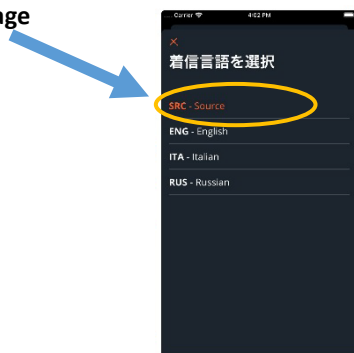 Carrier 4:02 PM
×
着信言語を選択
SRC - Source
ENG - English
ITA - Italian
RUS - Russian